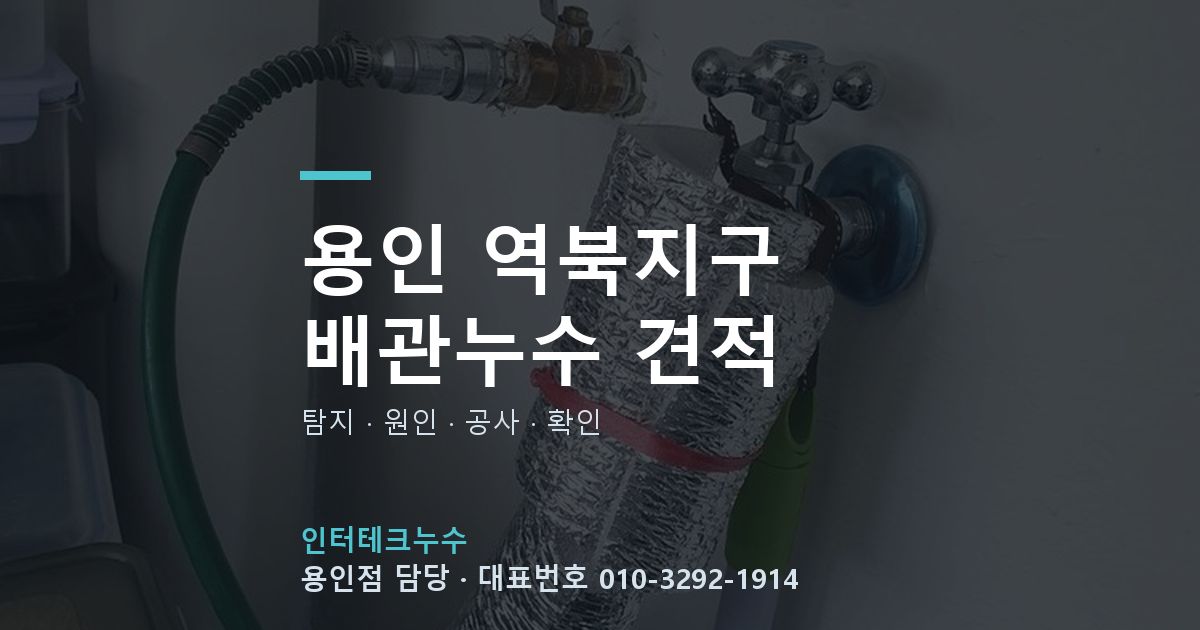 용인 역북지구
배관누수 견적
탐지 · 원인 · 공사 · 확인
인터테크누수
용인점 담당 · 대표번호 010-3292-1914